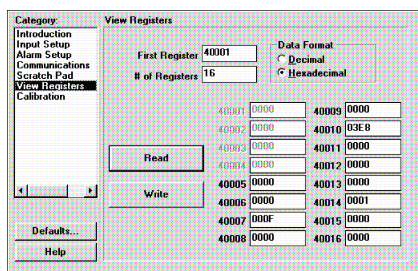 Category:
Introduction
Input Setup
Alarm Setup
Communications
Scratch Pad
View Registers
Calibration
Defaults...
Help
View Registers
First Register 40001
# of Registers 16
Data Format
Decimal
Hexadecimal
Read
Write
40001 0000
40002 0000
40003 0000
40004 0000
40005 0000
40006 0000
40007 000F
40008 0000
40009 0000
40010 03E8
40011 0000
40012 0000
40013 0000
40014 0001
40015 0000
40016 0000